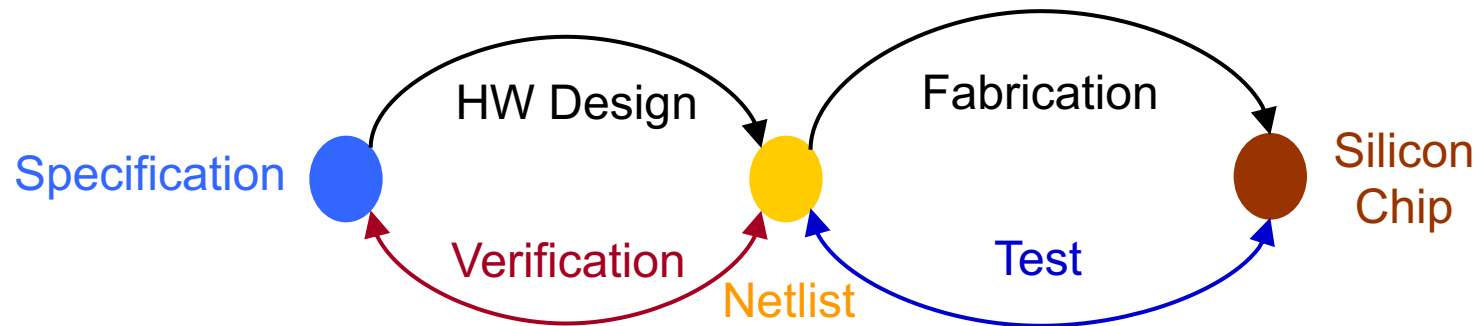 HW Design
Fabrication
Specification
Silicon
Chip
Verification
Netlist
Test